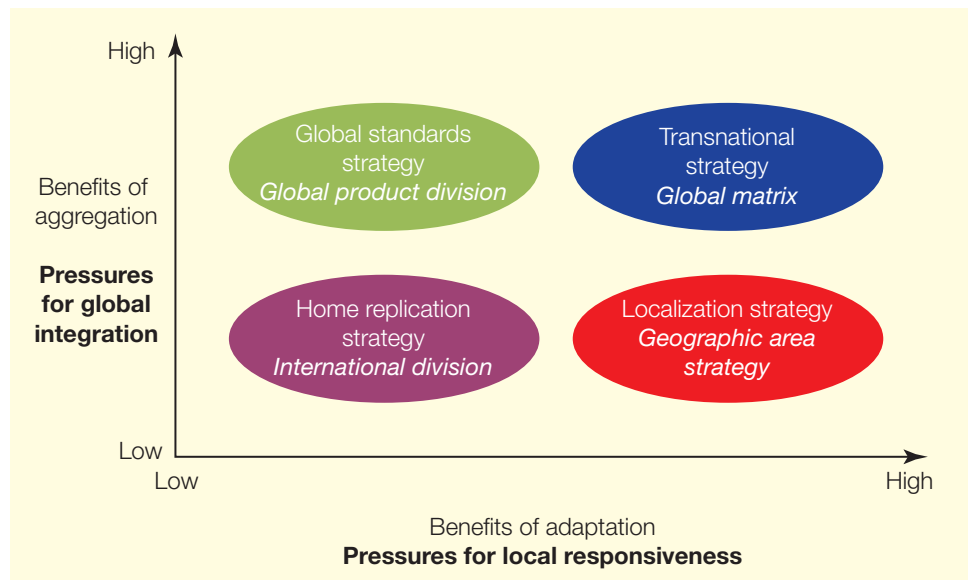 High
Global standards
strategy
Global product division
Transnational
strategy
Global matrix
Benefits of
aggregation
Pressures
for global
integration
Home replication
strategy
International division
Localization strategy
Geographic area
strategy
Low
Low
High
Benefits of adaptation
Pressures for local responsiveness